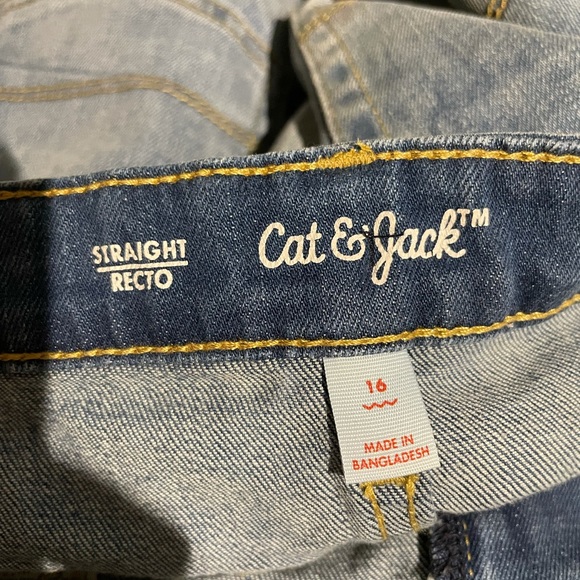 STRAIGHT
RECTO
Cat & Jack™
16
MADE IN
BANGLADESH